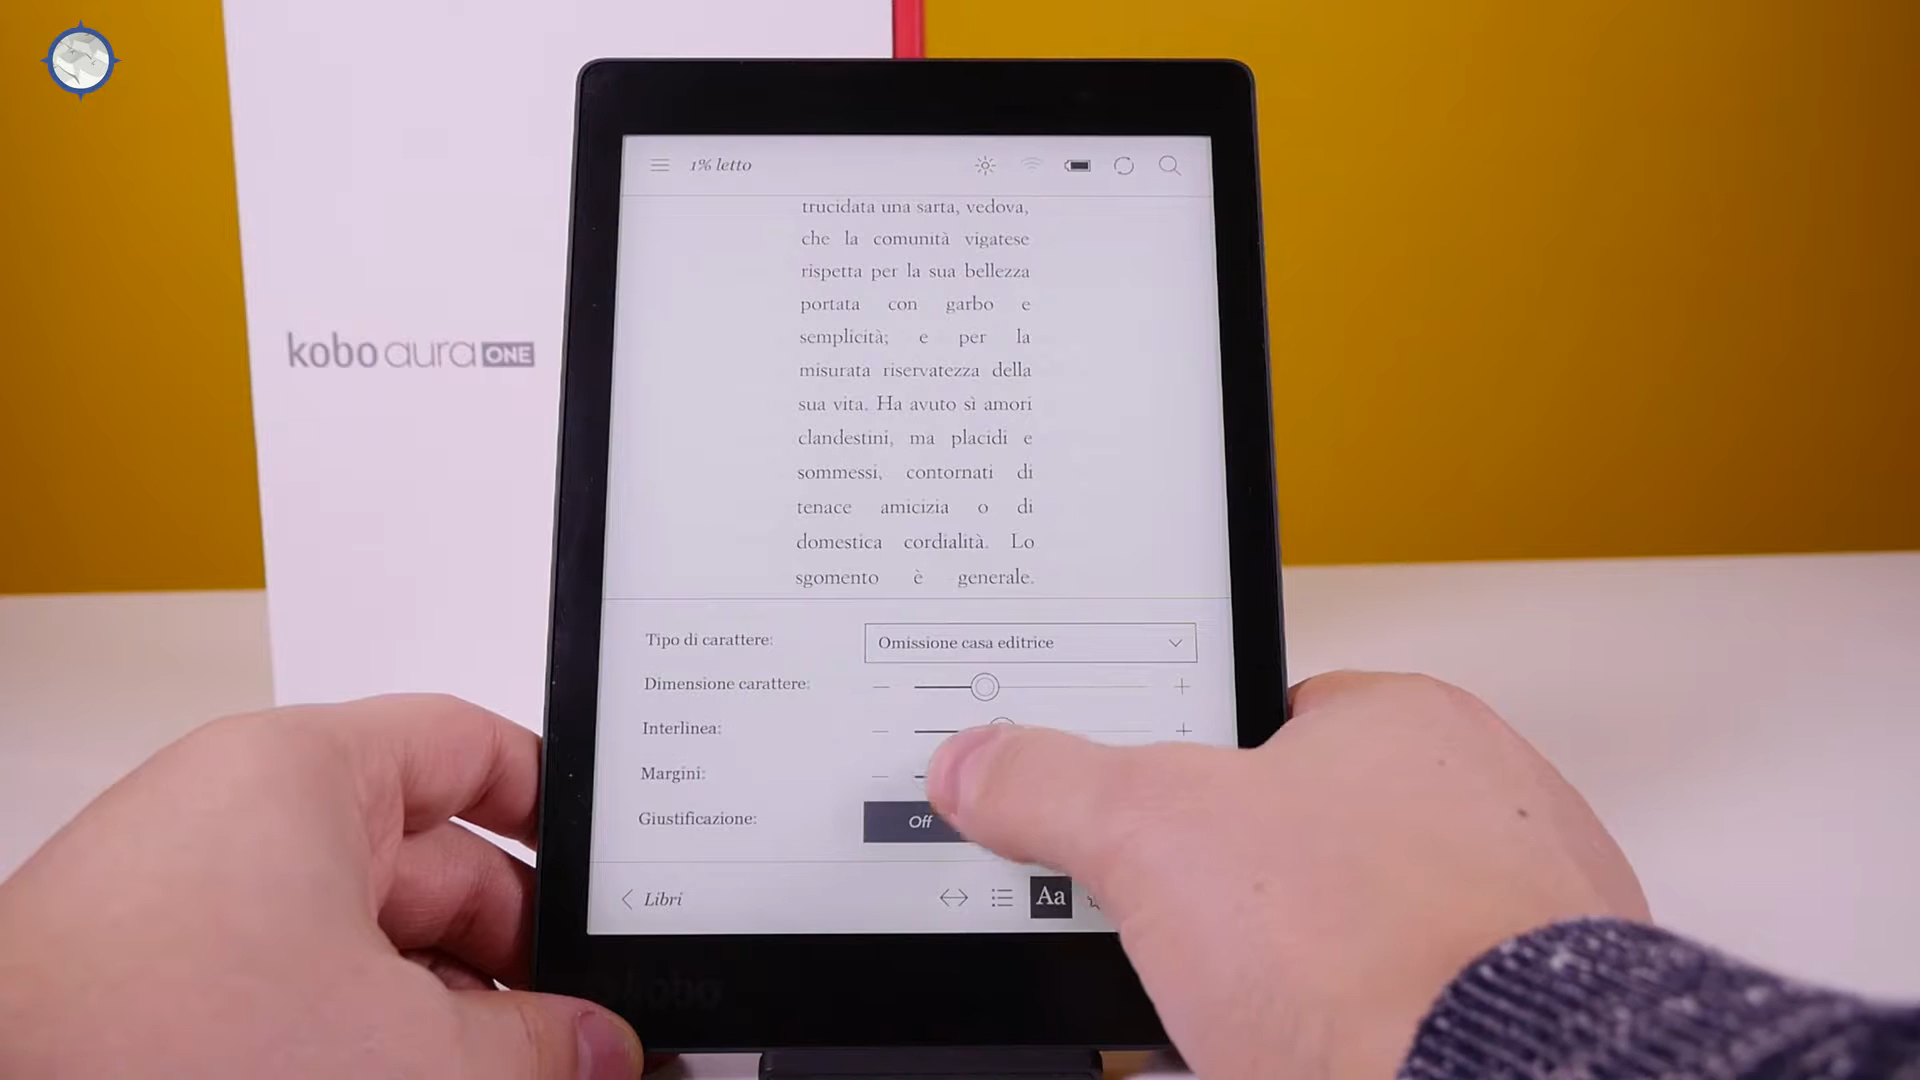 kobo aura ONE
1% letto
trucidata una sarta, vedova,
che la comunità vigatese
rispetta per la sua bellezza
portata con garbo e
semplicità; e per la
misurata riservatezza della
sua vita. Ha avuto sì amori
clandestini, ma placidi e
sommessi, contornati di
tenace amicizia o di
domestica cordialità. Lo
sgomento è generale.
Tipo di carattere: Omissione casa editrice
Dimensione carattere:
Interlinea:
Margini:
Giustificazione: Off
Libri Aa
kobo